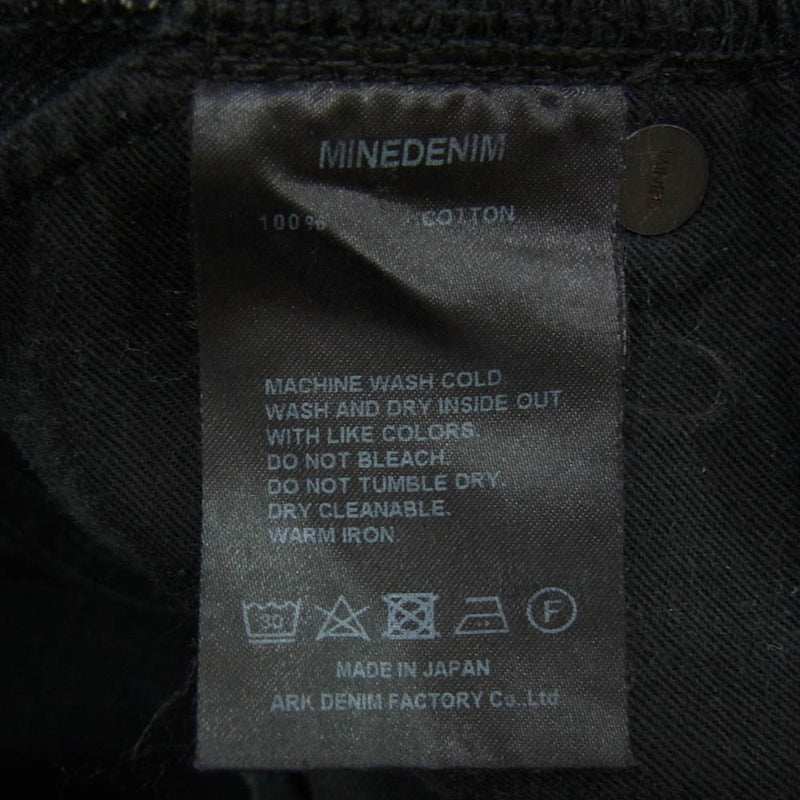 MINEDENIM
100% COTTON
MACHINE WASH COLD
WASH AND DRY INSIDE OUT
WITH LIKE COLORS.
DO NOT BLEACH.
DO NOT TUMBLE DRY.
DRY CLEANABLE.
WARM IRON.
30 F
MADE IN JAPAN
ARK DENIM FACTORY Co.,Ltd